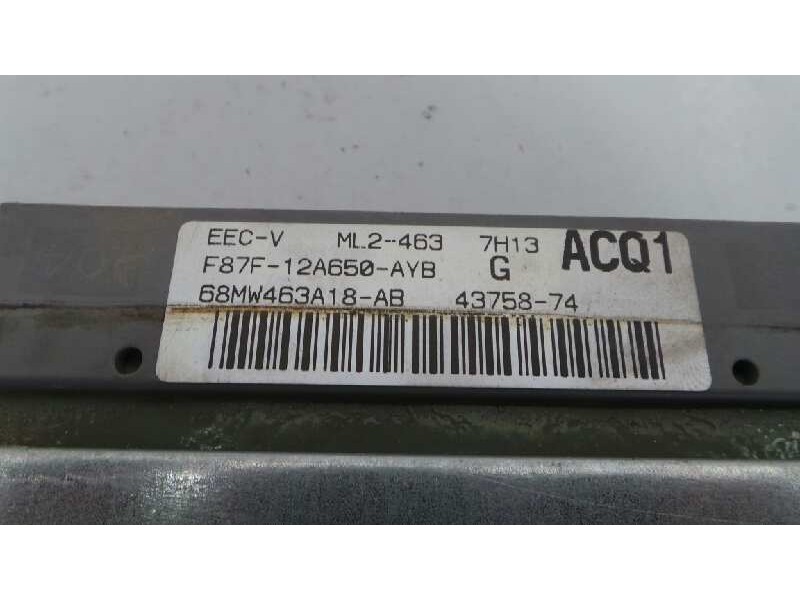 EEC-V ML2-463 7H13 ACQ1
F87F-12A650-AYB G
68MW463A18-AB 43758-74